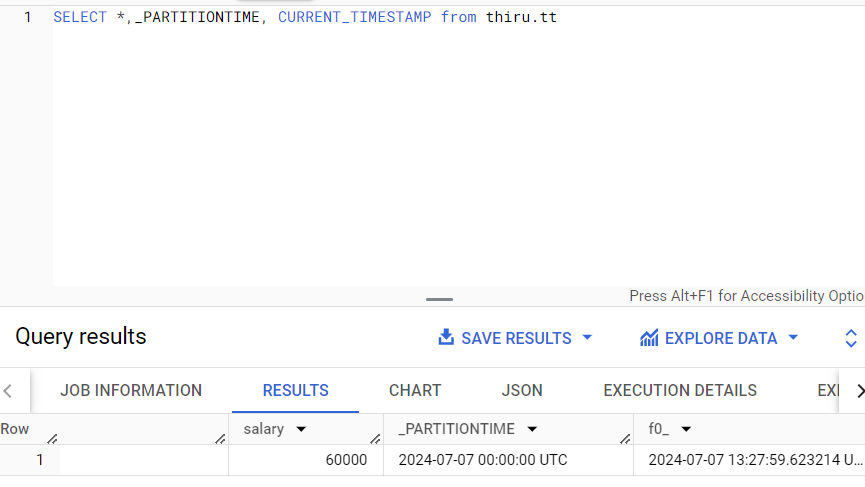 1 SELECT *,_PARTITIONTIME, CURRENT_TIMESTAMP from thiru.tt
Press Alt+F1 for Accessibility Optio
Query results SAVE RESULTS EXPLORE DATA
JOB INFORMATION RESULTS CHART JSON EXECUTION DETAILS EX
Row salary _PARTITIONTIME f0_
1 60000 2024-07-07 00:00:00 UTC 2024-07-07 13:27:59.623214 U...